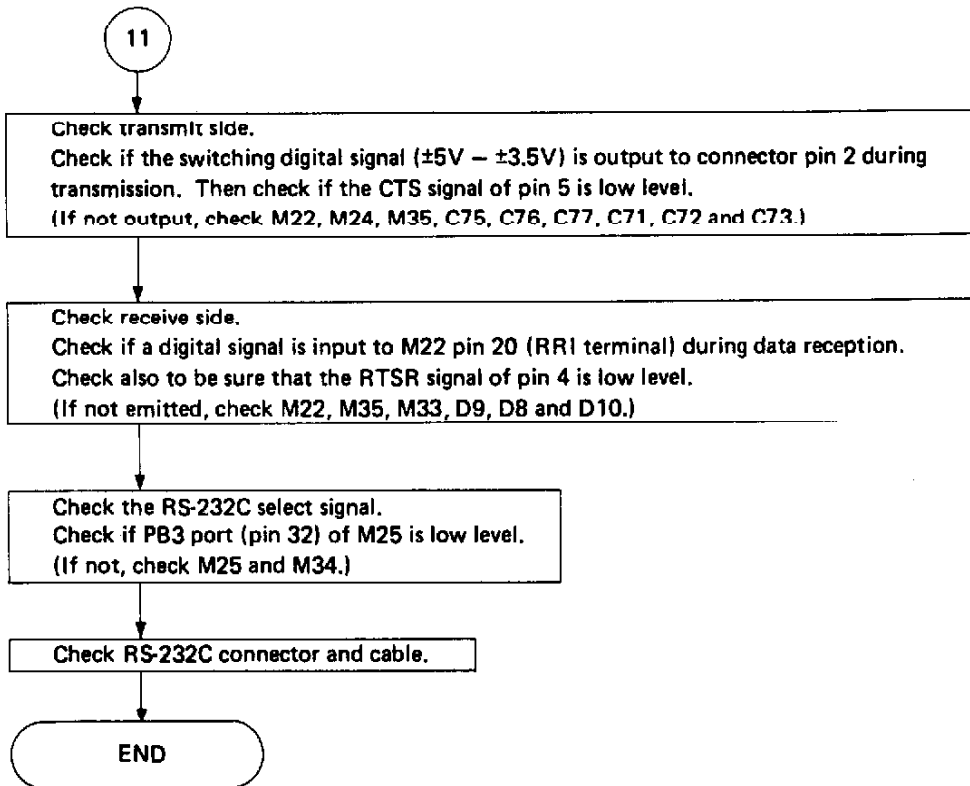 11
Check transmit side.
Check if the switching digital signal (±5V – ±3.5V) is output to connector pin 2 during
transmission. Then check if the CTS signal of pin 5 is low level.
(If not output, check M22, M24, M35, C75, C76, C77, C71, C72 and C73.)
Check receive side.
Check if a digital signal is input to M22 pin 20 (RRI terminal) during data reception.
Check also to be sure that the RTSR signal of pin 4 is low level.
(If not emitted, check M22, M35, M33, D9, D8 and D10.)
Check the RS-232C select signal.
Check if PB3 port (pin 32) of M25 is low level.
(If not, check M25 and M34.)
Check RS-232C connector and cable.
END